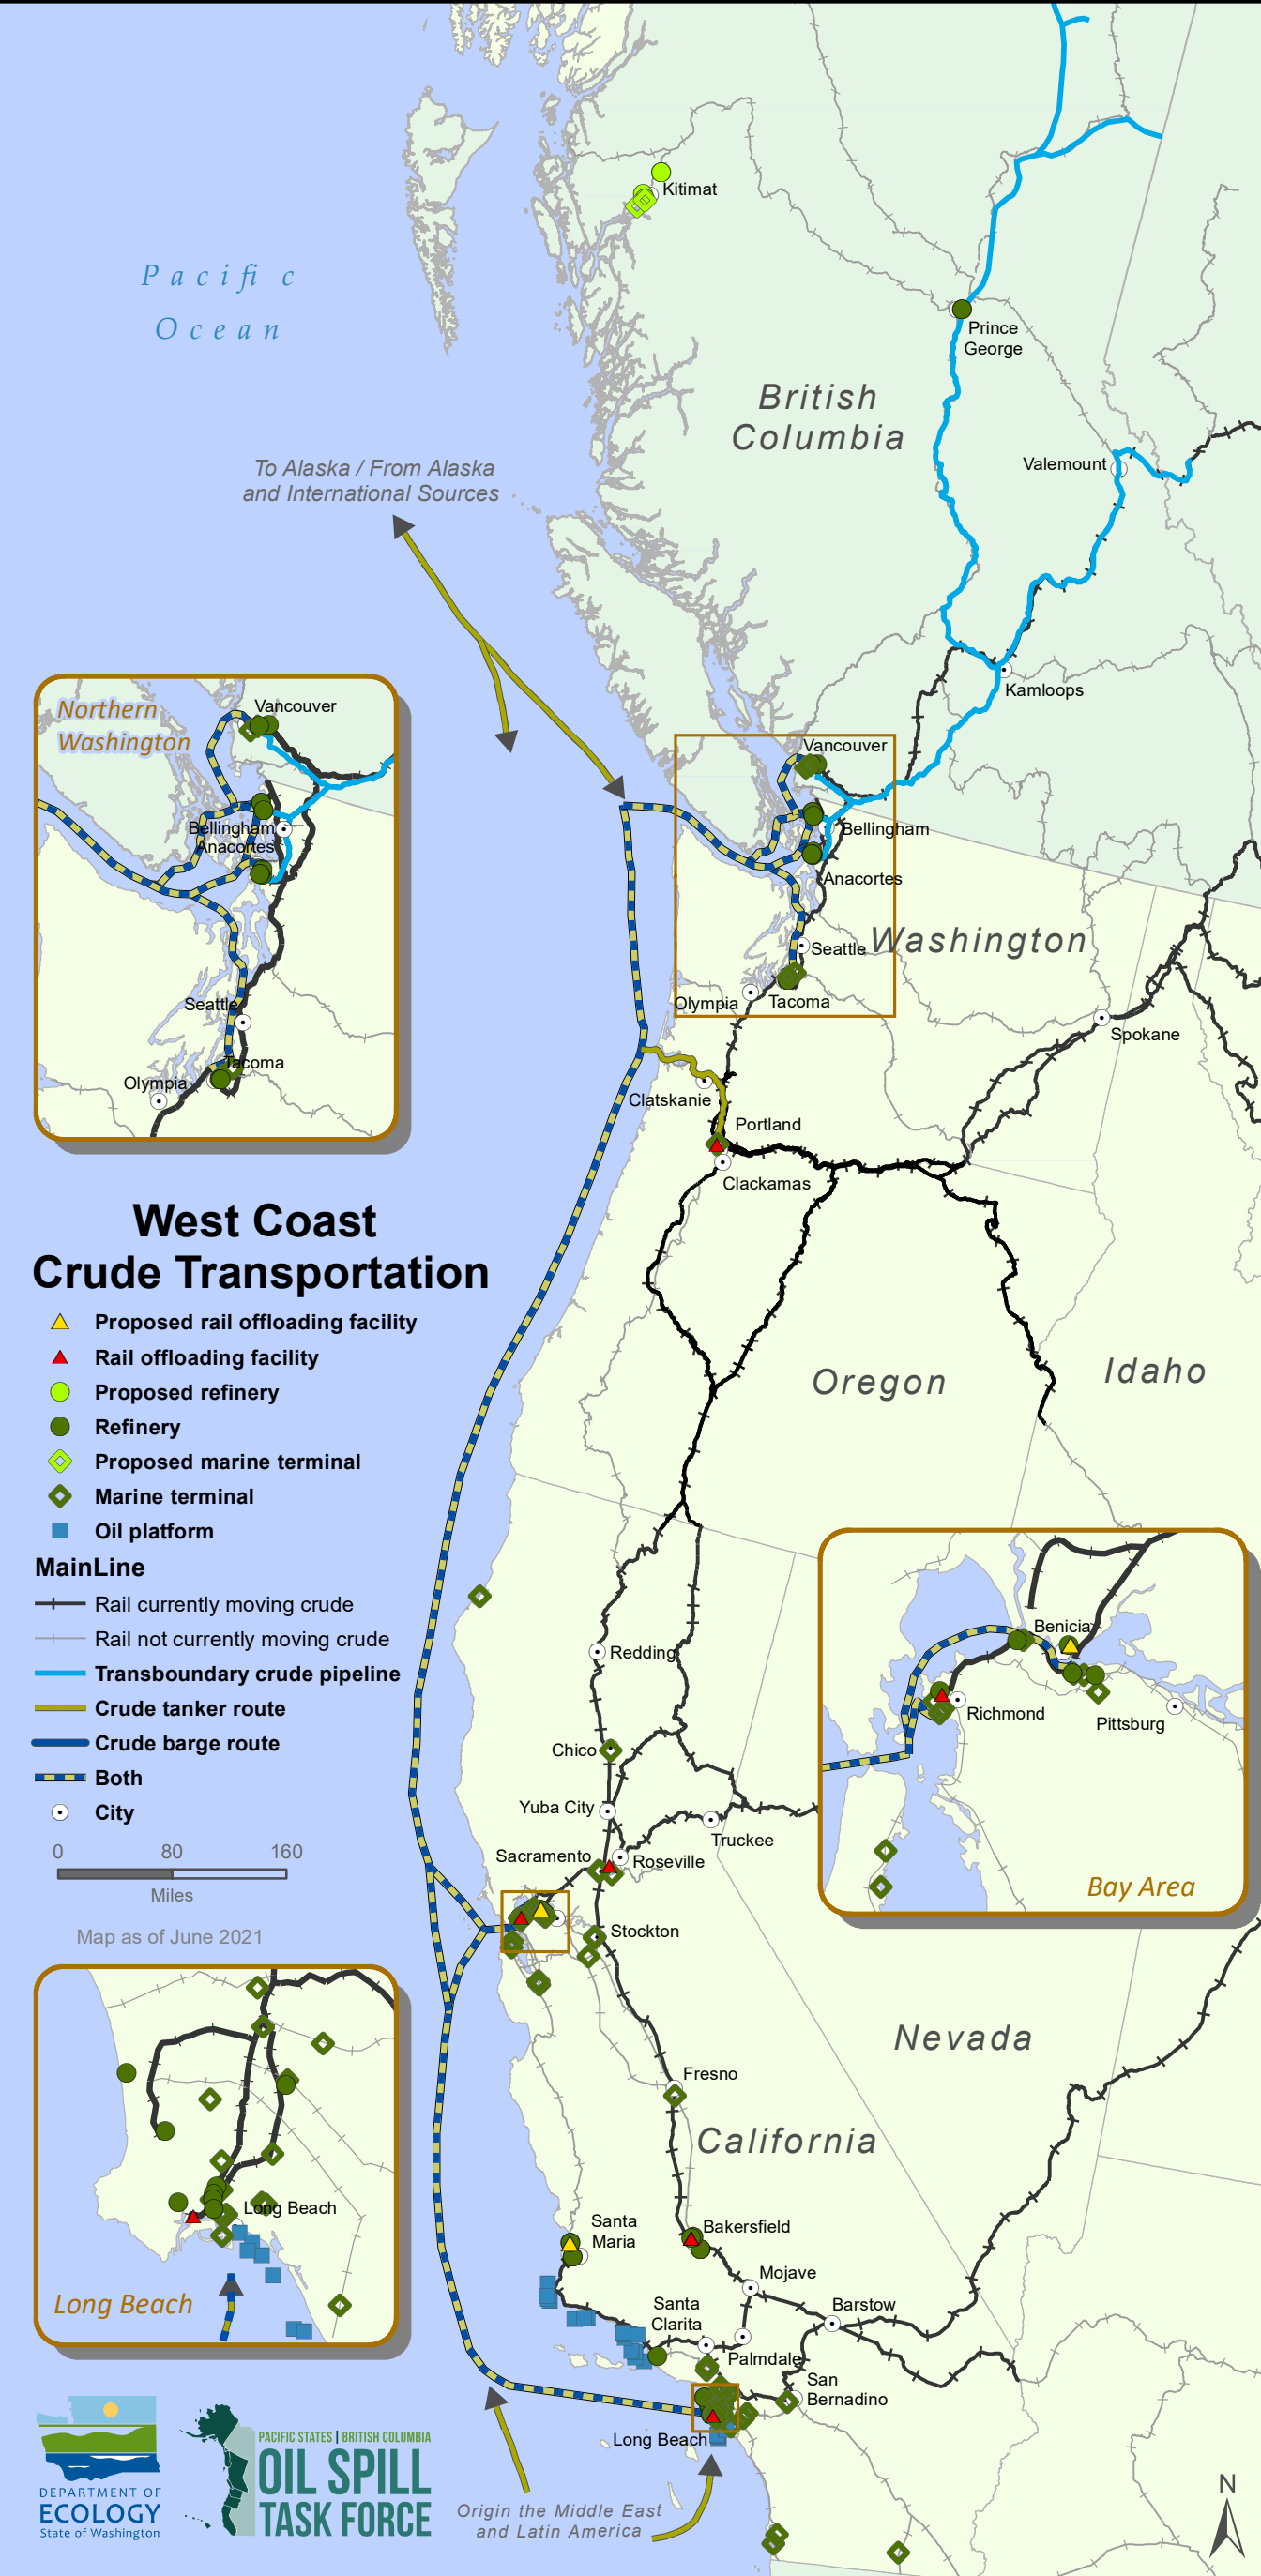 Kitimat
Pacific
Ocean
Prince
George
British
Columbia
Valemount
To Alaska / From Alaska
and International Sources
Kamloops
Northern
Washington
Vancouver
Bellingham
Anacortes
Seattle
Tacoma
Olympia
Vancouver
Bellingham
Anacortes
Seattle
Washington
Olympia
Tacoma
Spokane
Clatskanie
Portland
Clackamas
West Coast
Crude Transportation
Proposed rail offloading facility
Rail offloading facility
Proposed refinery
Refinery
Proposed marine terminal
Marine terminal
Oil platform
MainLine
Rail currently moving crude
Rail not currently moving crude
Transboundary crude pipeline
Crude tanker route
Crude barge route
Both
City
0 80 160
Miles
Map as of June 2021
Oregon
Idaho
Redding
Chico
Yuba City
Truckee
Sacramento
Roseville
Stockton
Benicia
Richmond
Pittsburg
Bay Area
Nevada
Fresno
California
Long Beach
Long Beach
Santa
Maria
Bakersfield
Mojave
Santa
Clarita
Barstow
Palmdale
San
Bernadino
Long Beach
Origin the Middle East
and Latin America
DEPARTMENT OF
ECOLOGY
State of Washington
PACIFIC STATES | BRITISH COLUMBIA
OIL SPILL
TASK FORCE
N